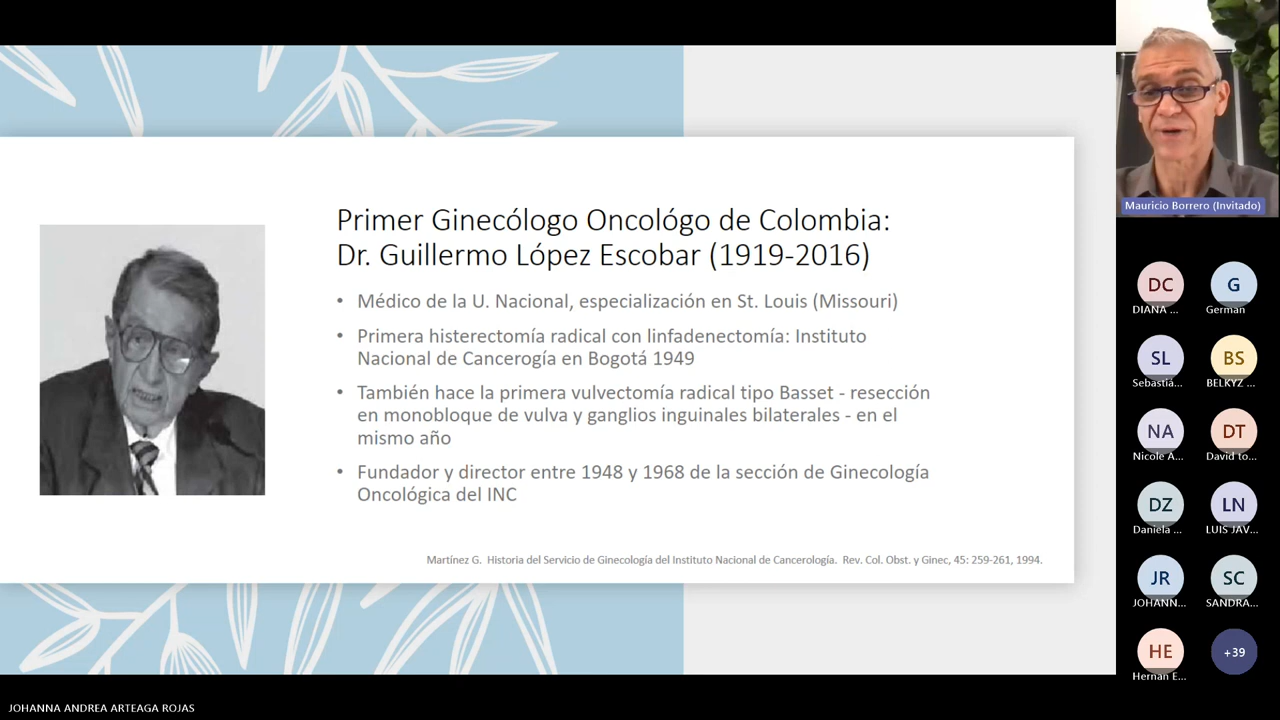 Primer Ginecólogo Oncológo de Colombia:
Dr. Guillermo López Escobar (1919-2016)
• Médico de la U. Nacional, especialización en St. Louis (Missouri)
• Primera histerectomía radical con linfadenectomía: Instituto
Nacional de Cancerogía en Bogotá 1949
• También hace la primera vulvectomía radical tipo Basset - resección
en monobloque de vulva y ganglios inguinales bilaterales - en el
mismo año
• Fundador y director entre 1948 y 1968 de la sección de Ginecología
Oncológica del INC
Martínez G. Historia del Servicio de Ginecología del Instituto Nacional de Cancerología. Rev. Col. Obst. y Ginec, 45: 259-261, 1994.
Mauricio Borrero (Invitado)
DC
G
DIANA ...
German
SL
BS
Sebastiá...
BELKYZ ...
NA
DT
Nicole A...
David to...
DZ
LN
Daniela ...
LUIS JAV...
JR
SC
JOHANN...
SANDRA...
HE
+39
Hernan E...
JOHANNA ANDREA ARTEAGA ROJAS